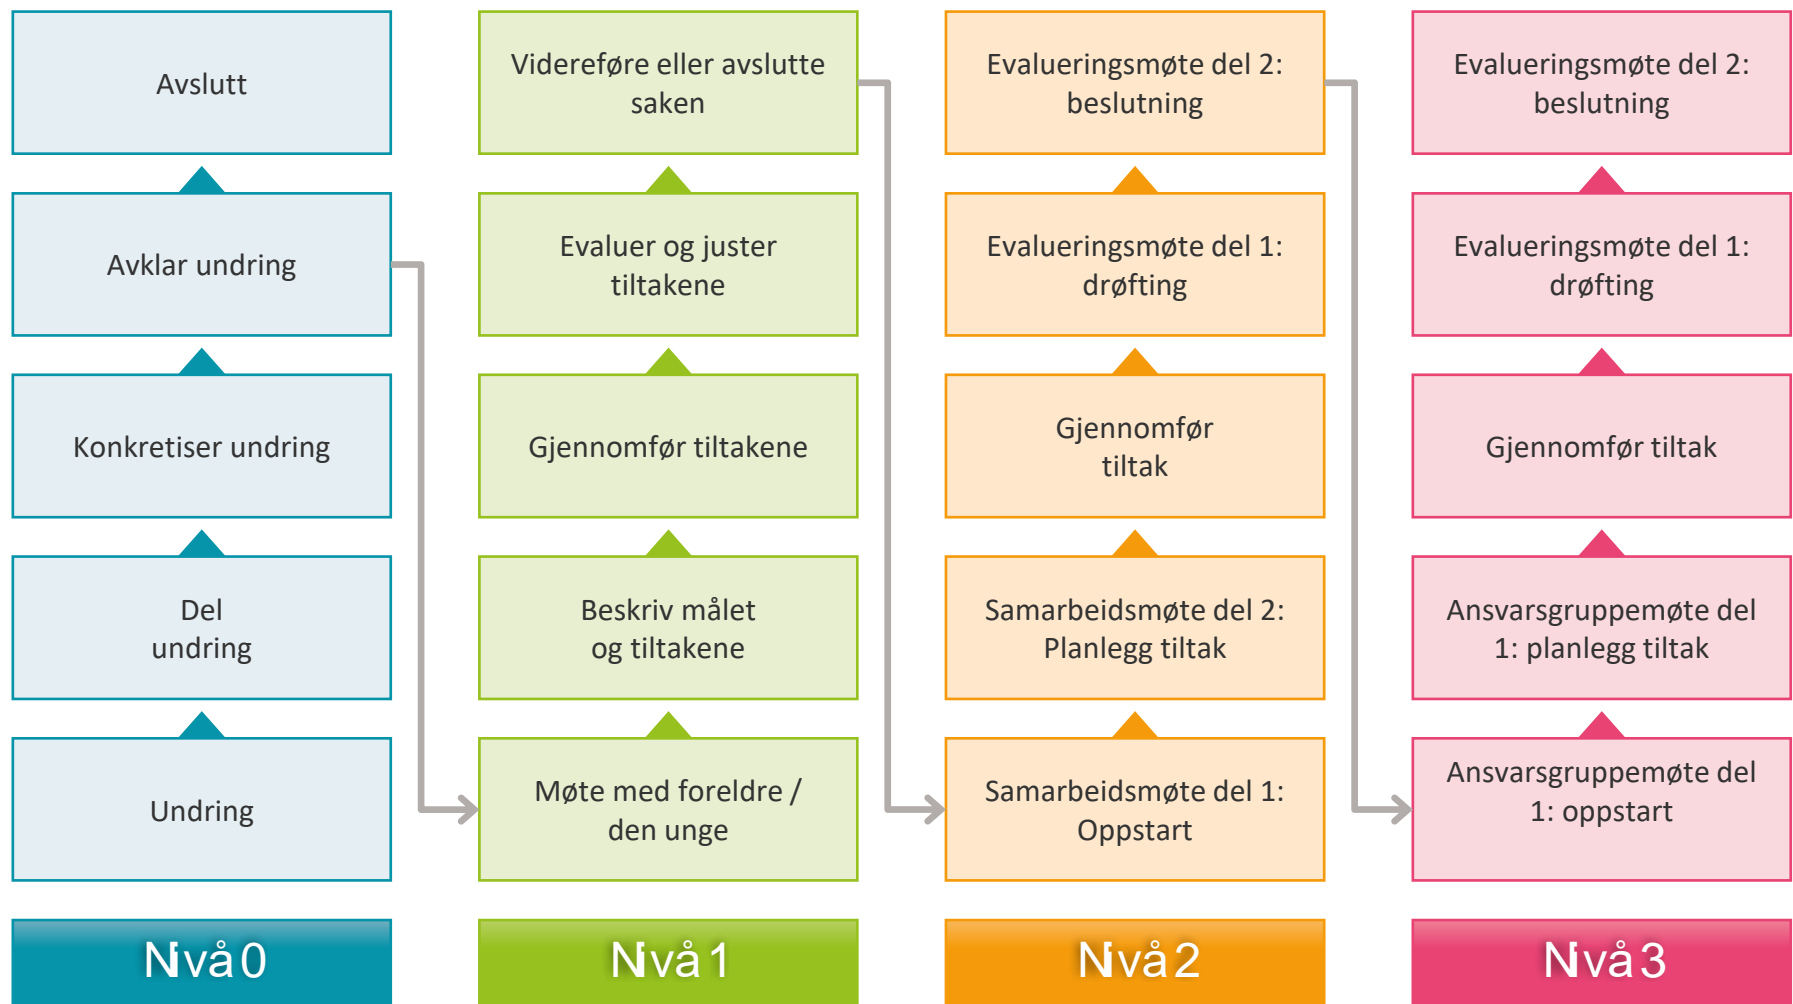 Avslutt
Avklar undring
Konkretiser undring
Del
undring
Undring
Nivå 0
Videreføre eller avslutte
saken
Evaluer og juster
tiltakene
Gjennomfør tiltakene
Beskriv målet
og tiltakene
Møte med foreldre /
den unge
Nivå 1
Evalueringsmøte del 2:
beslutning
Evalueringsmøte del 1:
drøfting
Gjennomfør
tiltak
Samarbeidsmøte del 2:
Planlegg tiltak
Samarbeidsmøte del 1:
Oppstart
Nivå 2
Evalueringsmøte del 2:
beslutning
Evalueringsmøte del 1:
drøfting
Gjennomfør tiltak
Ansvarsgruppemøte del
1: planlegg tiltak
Ansvarsgruppemøte del
1: oppstart
Nivå 3